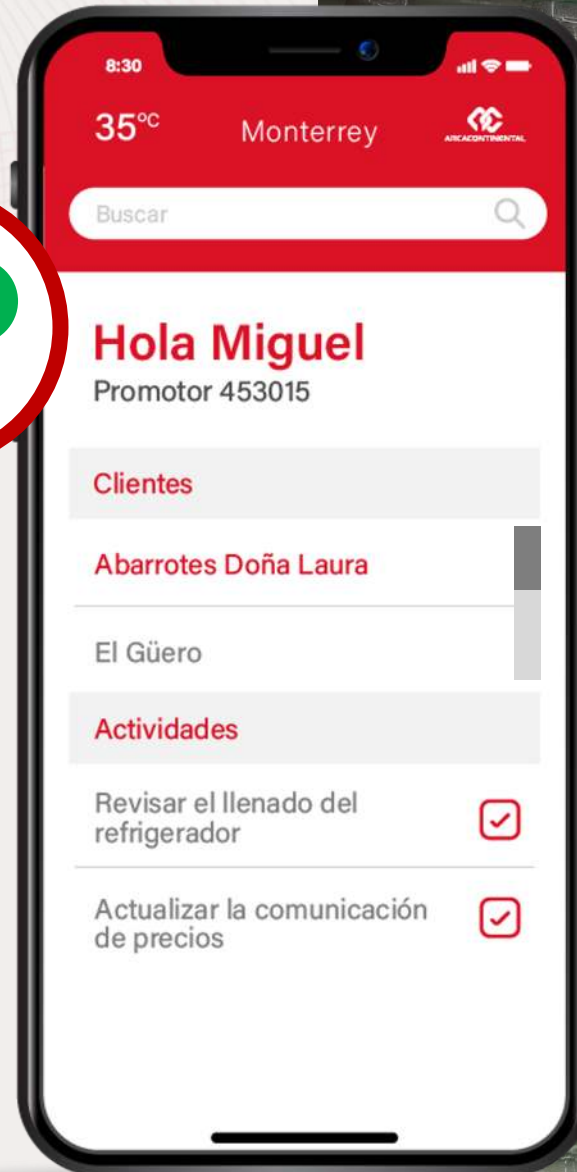 8:30
35°C Monterrey
ARCACONTINENTAL
Buscar
Hola Miguel
Promotor 453015
Clientes
Abarrotes Doña Laura
El Güero
Actividades
Revisar el llenado del
refrigerador
Actualizar la comunicación
de precios